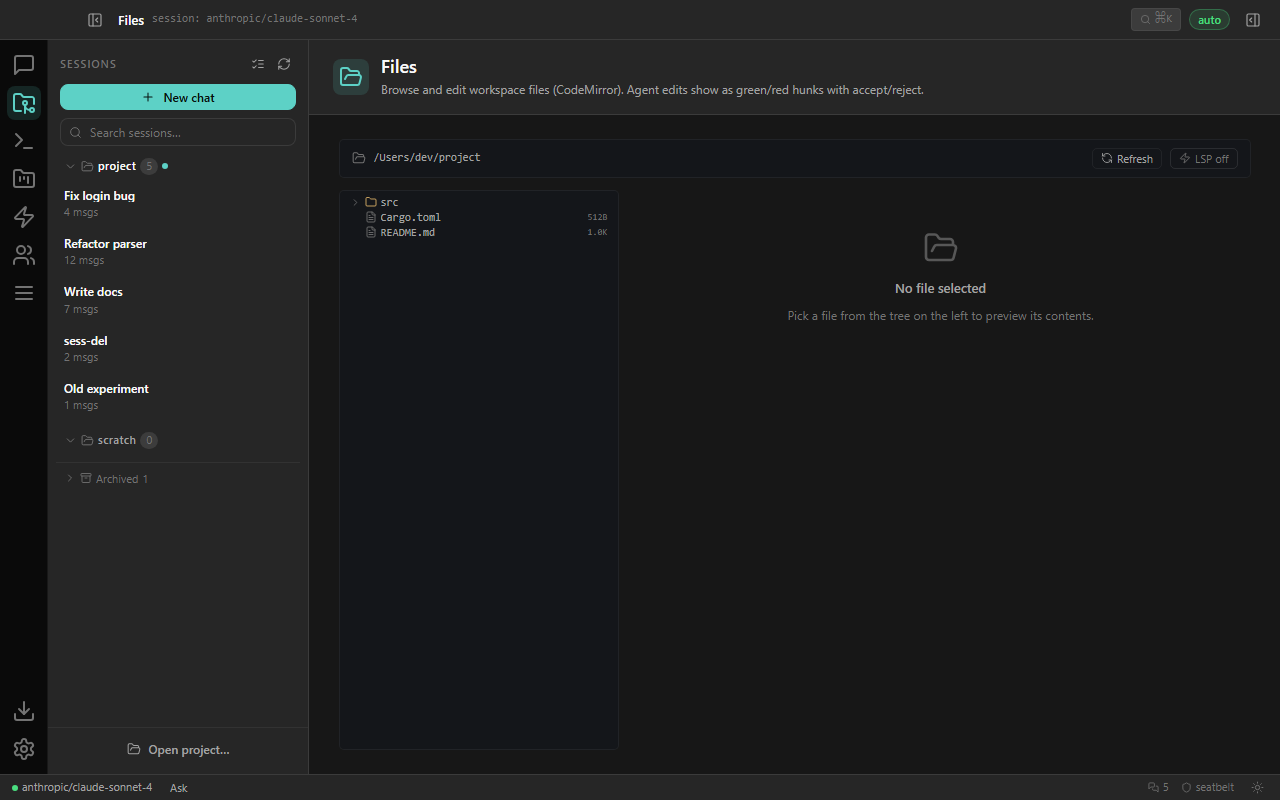 Files session: anthropic/claude-sonnet-4
⌘K
auto
SESSIONS
New chat
Search sessions...
project 5
Fix login bug
4 msgs
Refactor parser
12 msgs
Write docs
7 msgs
sess-del
2 msgs
Old experiment
1 msgs
scratch 0
Archived 1
Open project...
Files
Browse and edit workspace files (CodeMirror). Agent edits show as green/red hunks with accept/reject.
/Users/dev/project
Refresh
LSP off
src
Cargo.toml 512B
README.md 1.0K
No file selected
Pick a file from the tree on the left to preview its contents.
anthropic/claude-sonnet-4 Ask
5 seatbelt